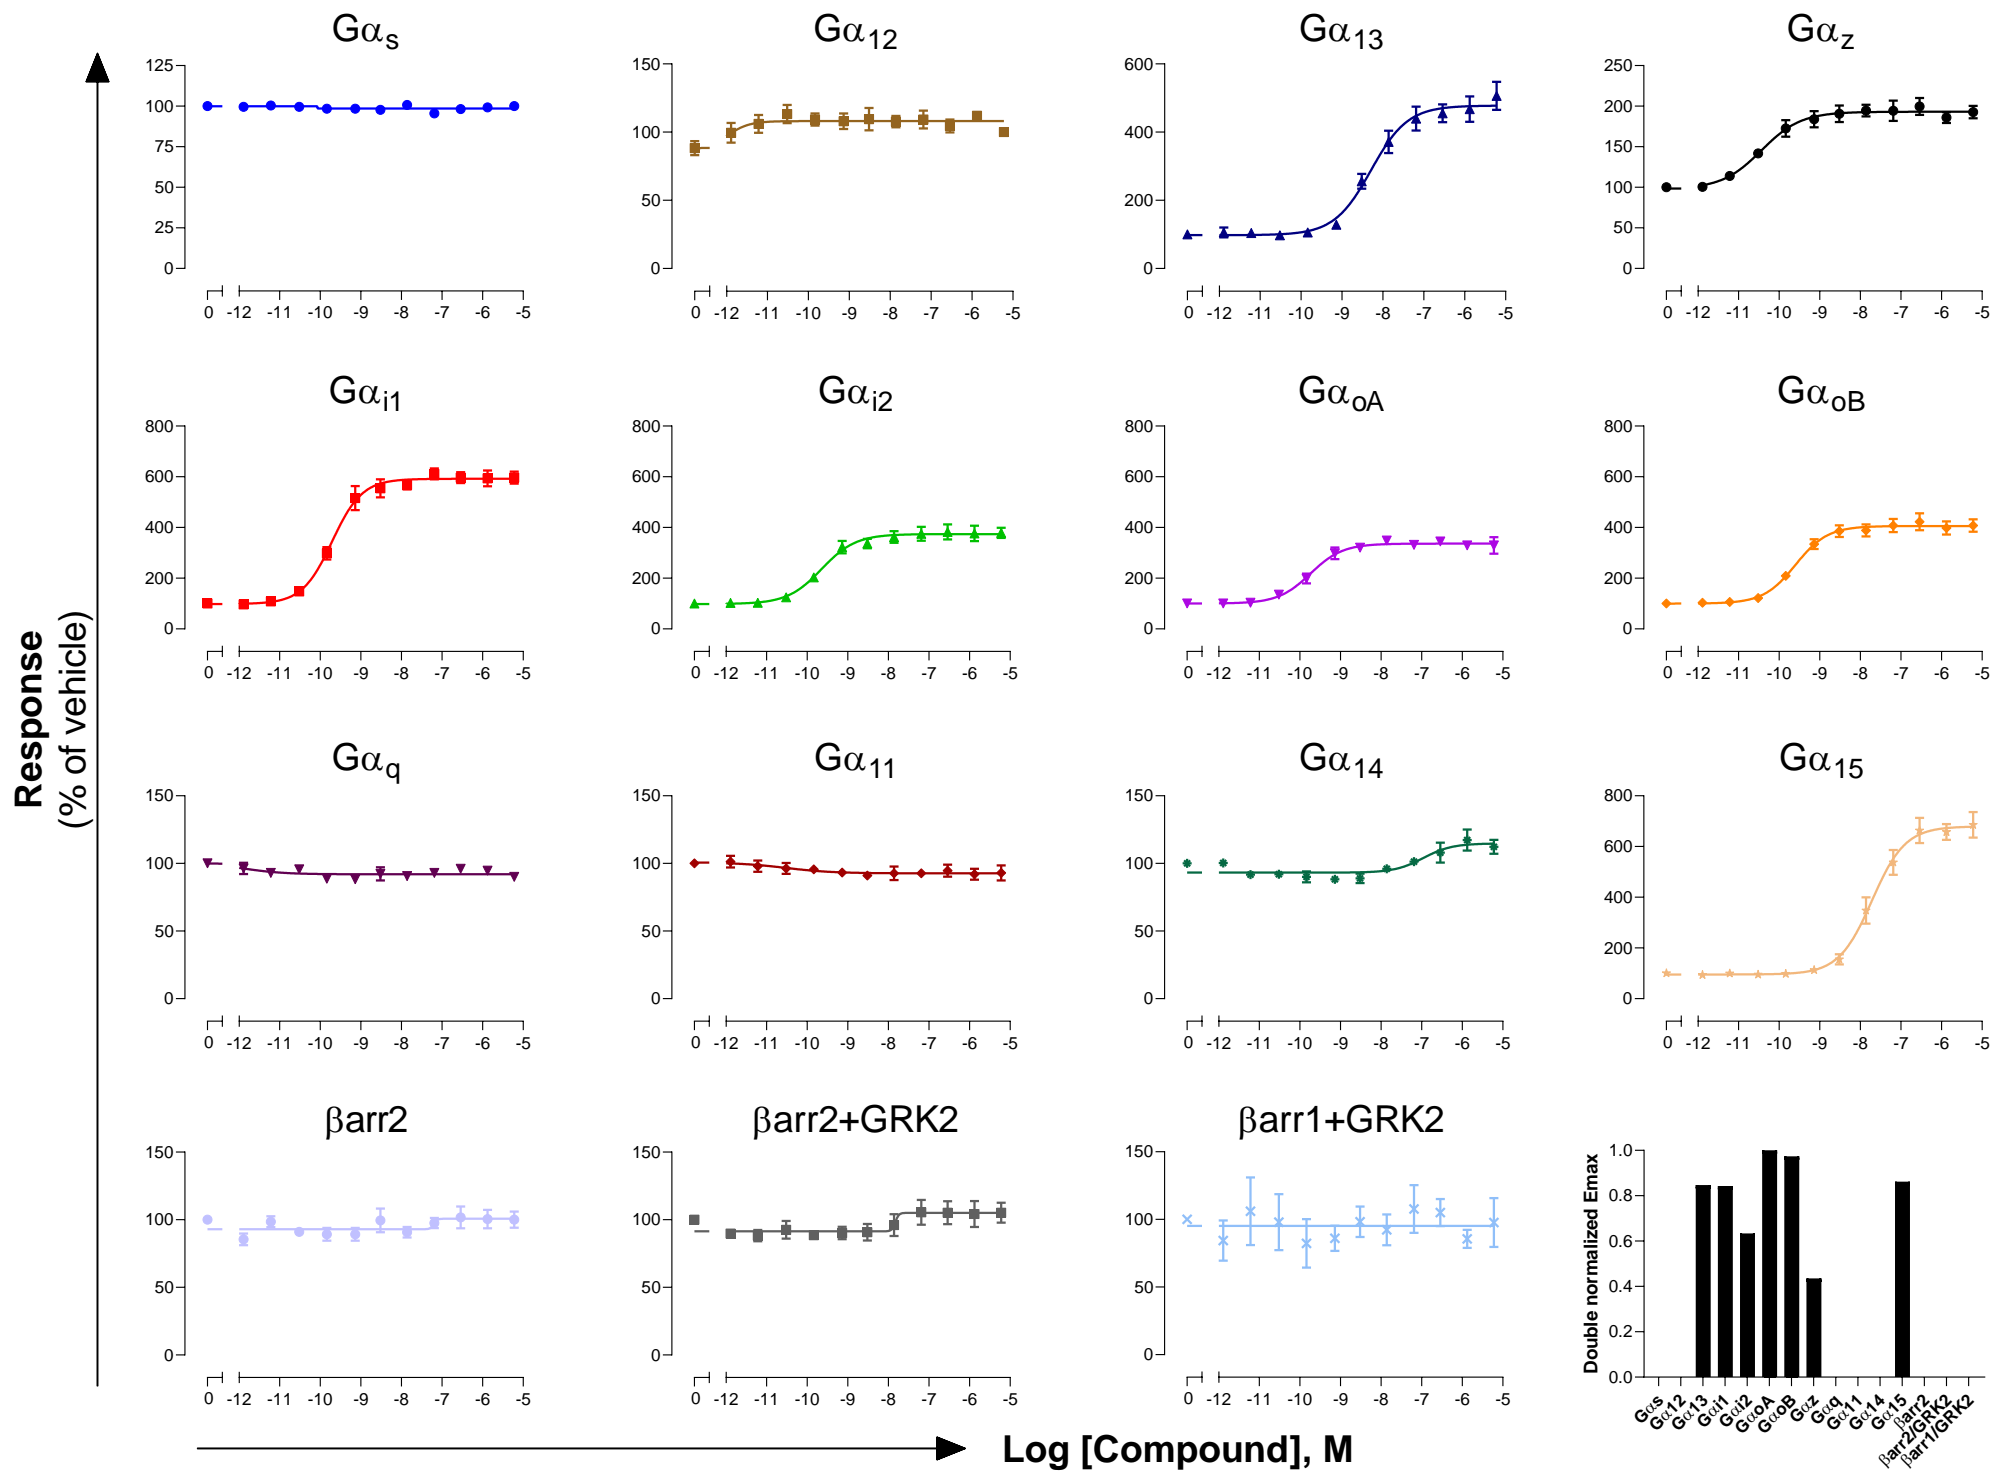 Response
(% of vehicle)
Gαs
125
100
75
50
25
0
0 -12 -11 -10 -9 -8 -7 -6 -5
Gα12
150
100
50
0
0 -12 -11 -10 -9 -8 -7 -6 -5
Gα13
600
400
200
0
0 -12 -11 -10 -9 -8 -7 -6 -5
Gαz
250
200
150
100
50
0
0 -12 -11 -10 -9 -8 -7 -6 -5
Gαi1
800
600
400
200
0
0 -12 -11 -10 -9 -8 -7 -6 -5
Gαi2
800
600
400
200
0
0 -12 -11 -10 -9 -8 -7 -6 -5
GαoA
800
600
400
200
0
0 -12 -11 -10 -9 -8 -7 -6 -5
GαoB
800
600
400
200
0
0 -12 -11 -10 -9 -8 -7 -6 -5
Gαq
150
100
50
0
0 -12 -11 -10 -9 -8 -7 -6 -5
Gα11
150
100
50
0
0 -12 -11 -10 -9 -8 -7 -6 -5
Gα14
150
100
50
0
0 -12 -11 -10 -9 -8 -7 -6 -5
Gα15
800
600
400
200
0
0 -12 -11 -10 -9 -8 -7 -6 -5
βarr2
150
100
50
0
0 -12 -11 -10 -9 -8 -7 -6 -5
βarr2+GRK2
150
100
50
0
0 -12 -11 -10 -9 -8 -7 -6 -5
βarr1+GRK2
150
100
50
0
0 -12 -11 -10 -9 -8 -7 -6 -5
Double normalized Emax
1.0
0.8
0.6
0.4
0.2
0.0
Gαs
Gα12
Gα13
Gαi1
Gαi2
GαoA
GαoB
Gαz
Gαq
Gα11
Gα14
Gα15
βarr2
βarr2/GRK2
βarr1/GRK2
Log [Compound], M